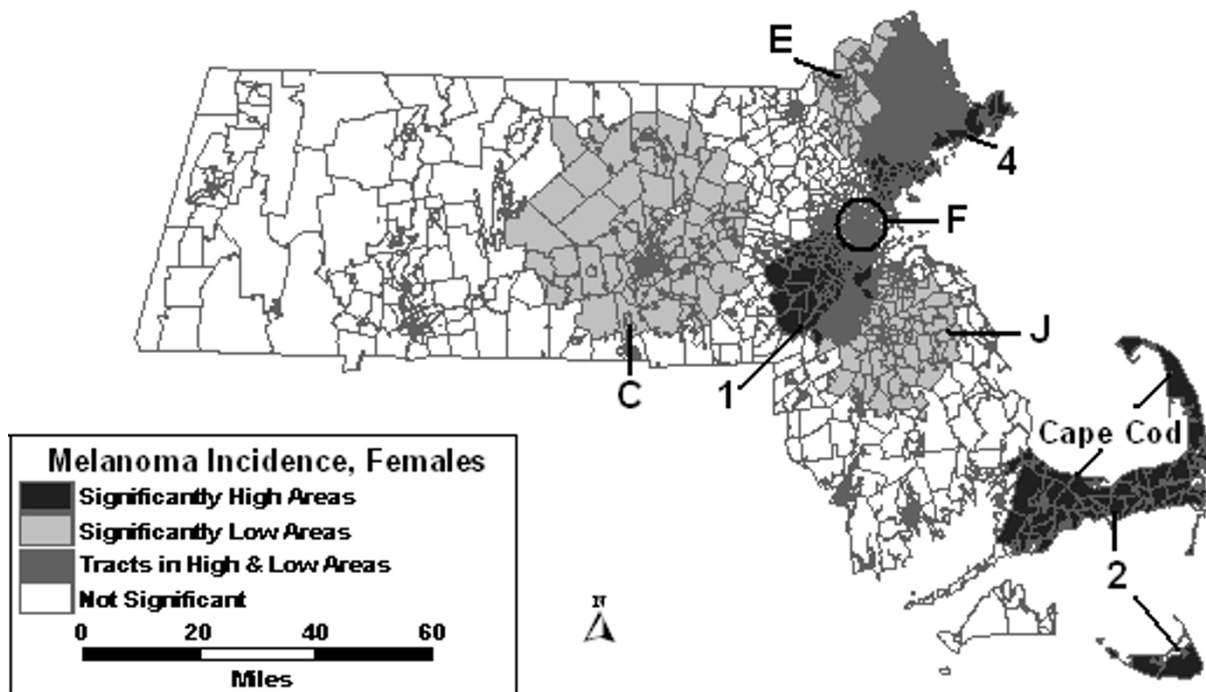 E
4
F
J
C
1
Cape Cod
2
Melanoma Incidence, Females
Significantly High Areas
Significantly Low Areas
Tracts in High & Low Areas
Not Significant
0 20 40 60
Miles
N